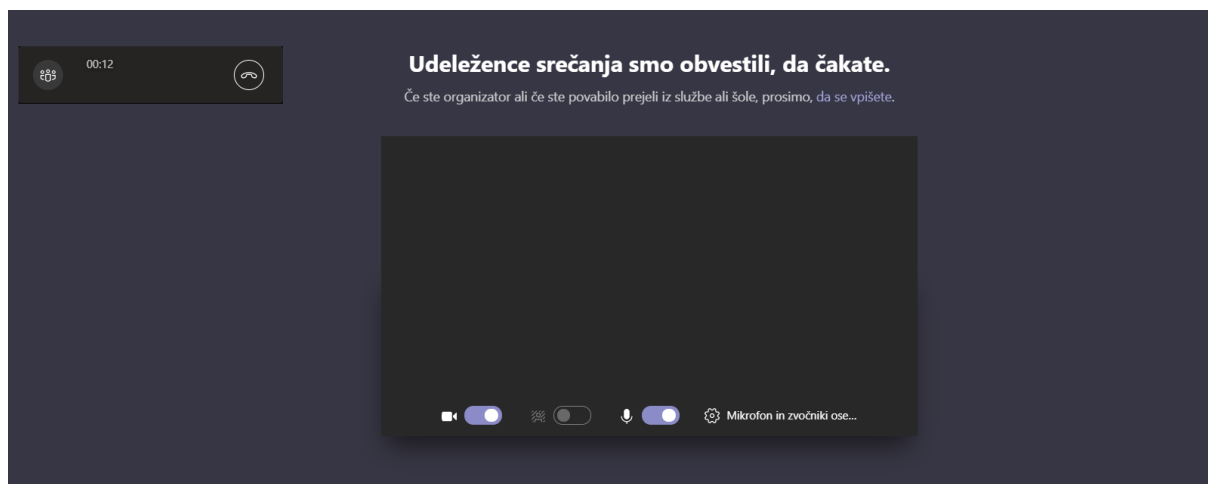 00:12
Udeležence srečanja smo obvestili, da čakate.
Če ste organizator ali če ste povabilo prejeli iz službe ali šole, prosimo, da se vpišete.
Mikrofon in zvočniki ose...